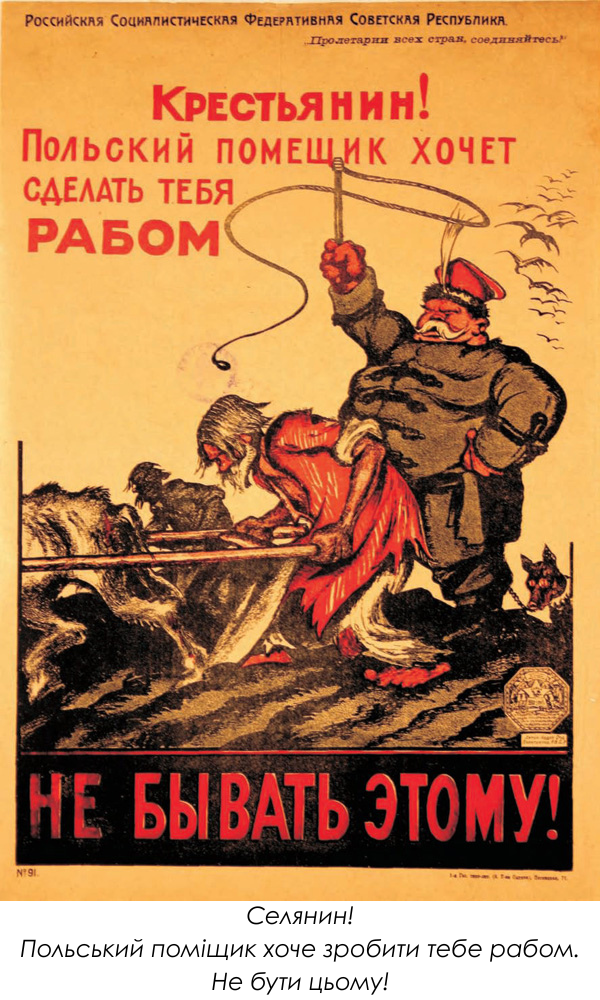 Российская Социалистическая Федеративная Советская Республика.
„Пролетарии всех стран, соединяйтесь!“
Крестьянин!
Польский помещик хочет
сделать тебя
рабом
НЕ БЫВАТЬ ЭТОМУ!
№91.
Селянин!
Польський поміщик хоче зробити тебе рабом.
Не бути цьому!